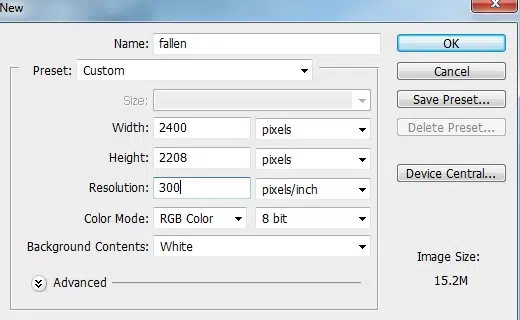 New
Name: fallen
OK
Preset: Custom
Cancel
Size:
Save Preset...
Width: 2400 pixels
Delete Preset...
Height: 2208 pixels
Device Central...
Resolution: 300 pixels/inch
Color Mode: RGB Color 8 bit
Background Contents: White
Image Size:
Advanced
15.2M